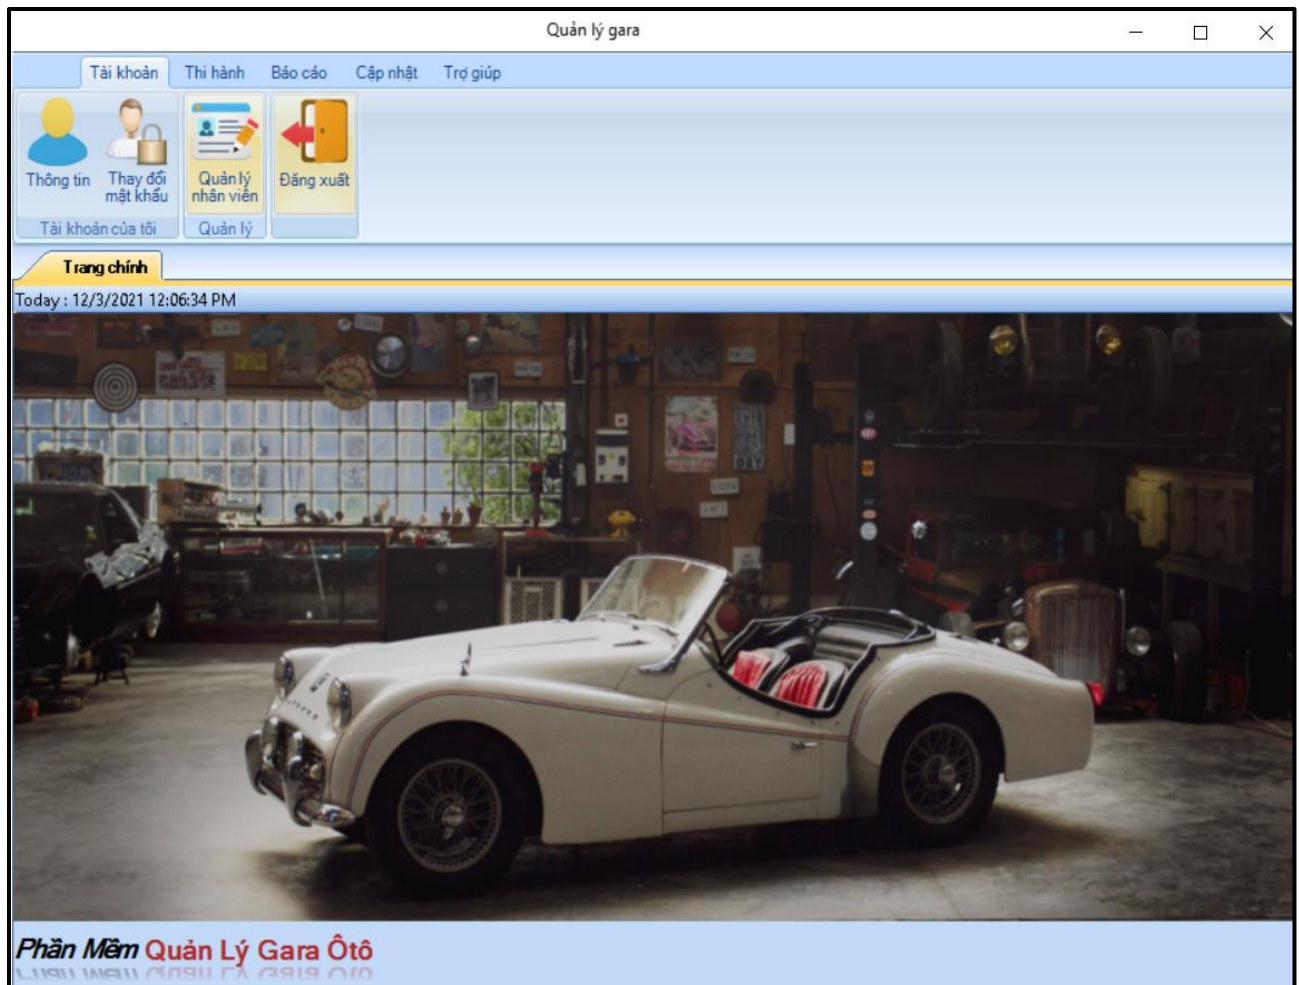 Quản lý gara
Tài khoản Thi hành Báo cáo Cập nhật Trợ giúp
Thông tin
Thay đổi
mật khẩu
Quản lý
nhân viên
Đăng xuất
Tài khoản của tôi
Quản lý
Trang chính
Today : 12/3/2021 12:06:34 PM
GARAGE
DAY
Phần Mềm Quản Lý Gara Ôtô